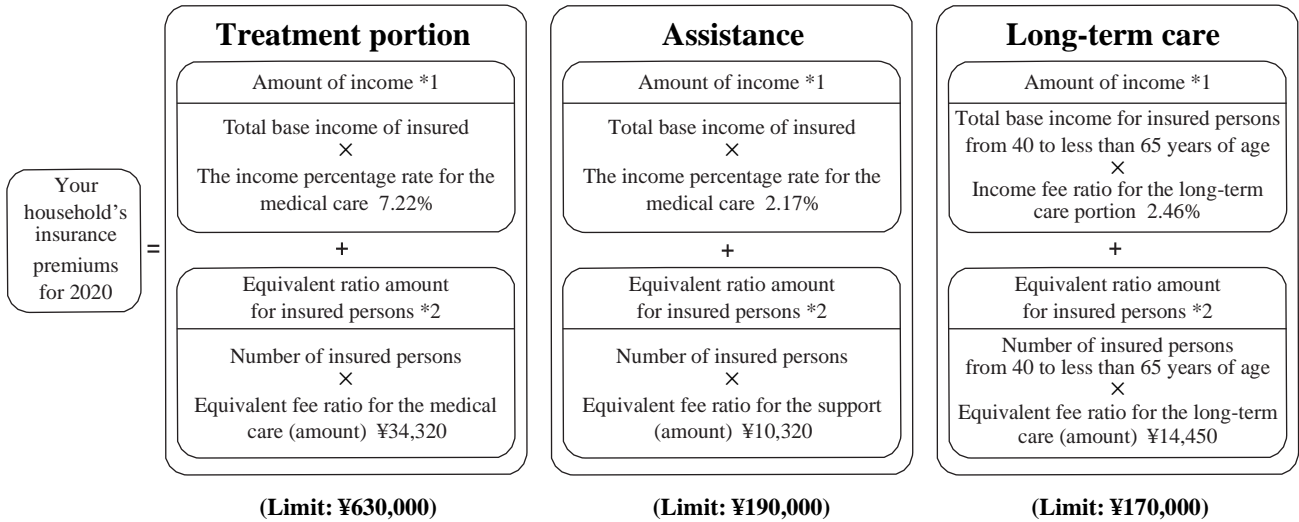 Your
household’s
insurance
premiums
for 2020
=
Treatment portion
Amount of income *1
Total base income of insured
×
The income percentage rate for the
medical care 7.22%
+
Equivalent ratio amount
for insured persons *2
Number of insured persons
×
Equivalent fee ratio for the medical
care (amount) ¥34,320
(Limit: ¥630,000)
Assistance
Amount of income *1
Total base income of insured
×
The income percentage rate for the
medical care 2.17%
+
Equivalent ratio amount
for insured persons *2
Number of insured persons
×
Equivalent fee ratio for the support
(amount) ¥10,320
(Limit: ¥190,000)
Long-term care
Amount of income *1
Total base income for insured persons
from 40 to less than 65 years of age
×
Income fee ratio for the long-term
care portion 2.46%
+
Equivalent ratio amount
for insured persons *2
Number of insured persons
from 40 to less than 65 years of age
×
Equivalent fee ratio for the long-term
care (amount) ¥14,450
(Limit: ¥170,000)